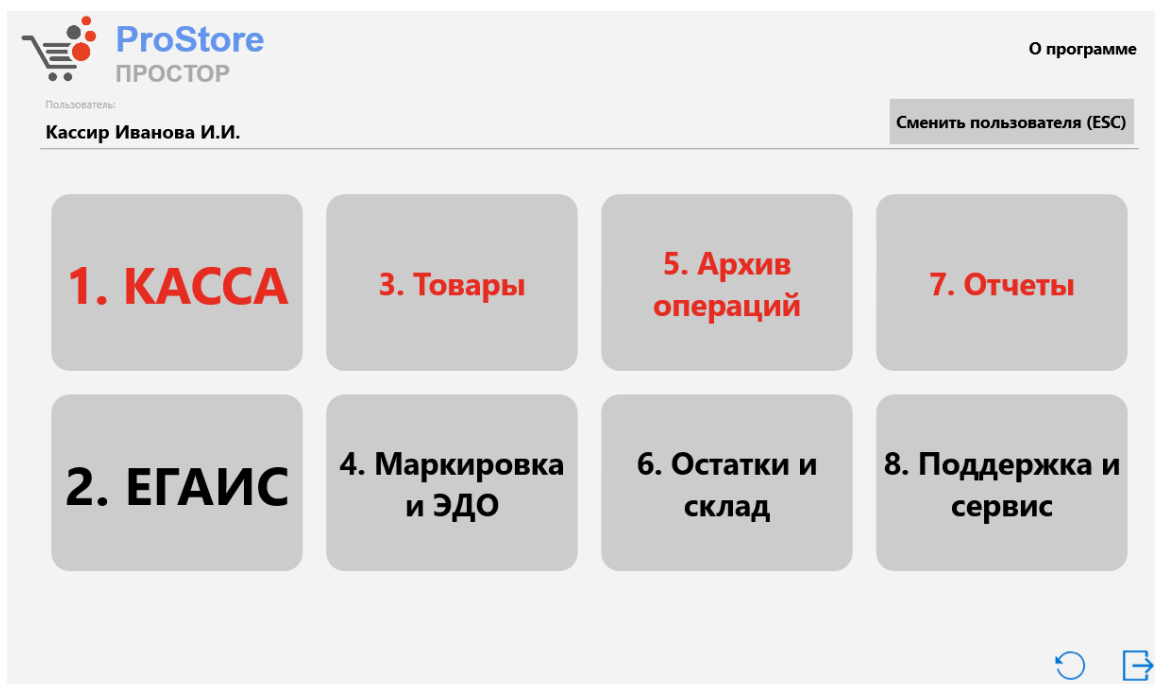 ProStore
ПРОСТОР
О программе
Пользователь:
Кассир Иванова И.И.
Сменить пользователя (ESC)
1. КАССА
3. Товары
5. Архив
операций
7. Отчеты
2. ЕГАИС
4. Маркировка
и ЭДО
6. Остатки и
склад
8. Поддержка и
сервис